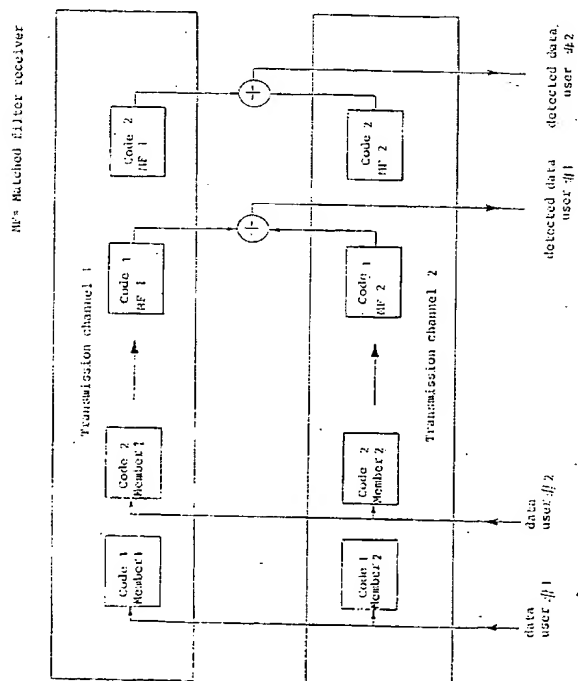 MF= Matched Filter receiver
Transmission channel 1
Code 1
Member1
Code 2
Member 1
Code 1
MF 1
Code 2
MF 1
+
+
Code 1
Member 2
Code 2
Member 2
Code 1
MF 2
Code 2
MF 2
Transmission channel 2
data
user #1
data
user #2
detected data
user #1
detected data,
user #2